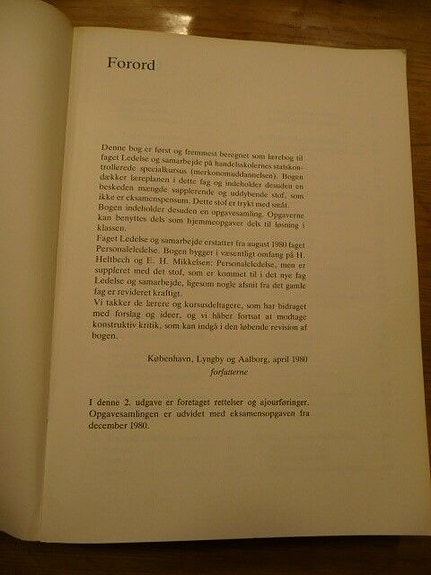 Forord
Denne bog er først og fremmest beregnet som lærebog til
faget Ledelse og samarbejde på handelsskolernes statskon-
trollerede specialkursus (merkonomuddannelsen). Bogen
dækker læreplanen i dette fag og indeholder desuden en
beskeden mængde supplerende og uddybende stof, som
ikke er eksamenspensum. Dette stof er trykt med småt.
Bogen indeholder desuden en opgavesamling. Opgaverne
kan benyttes dels som hjemmeopgaver dels til løsning i
klassen.
Faget Ledelse og samarbejde erstatter fra august 1980 faget
Personaleledelse. Bogen bygger i væsentligt omfang på H.
Heltbech og E. H. Mikkelsen: Personaleledelse, men er
suppleret med det stof, som er kommet til i det nye fag
Ledelse og samarbejde, ligesom nogle afsnit fra det gamle
fag er revideret kraftigt.
Vi takker de lærere og kursusdeltagere, som har bidraget
med forslag og ideer, og vi håber fortsat at modtage
konstruktiv kritik, som kan indgå i den løbende revision af
bogen.
København, Lyngby og Aalborg, april 1980
forfatterne
I denne 2. udgave er foretaget rettelser og ajourføringer.
Opgavesamlingen er udvidet med eksamensopgaven fra
december 1980.